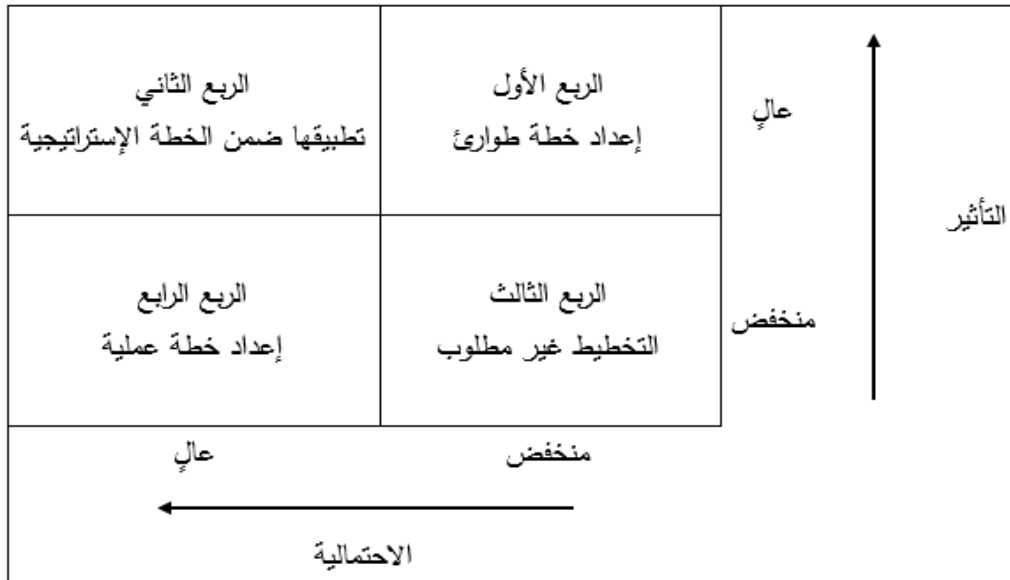 الربع الأول
إعداد خطة طوارئ
الربع الثاني
تطبيقها ضمن الخطة الإستراتيجية
عالٍ
التأثير
الربع الثالث
التخطيط غير مطلوب
الربع الرابع
إعداد خطة عملية
منخفض
منخفض
عالٍ
الاحتمالية